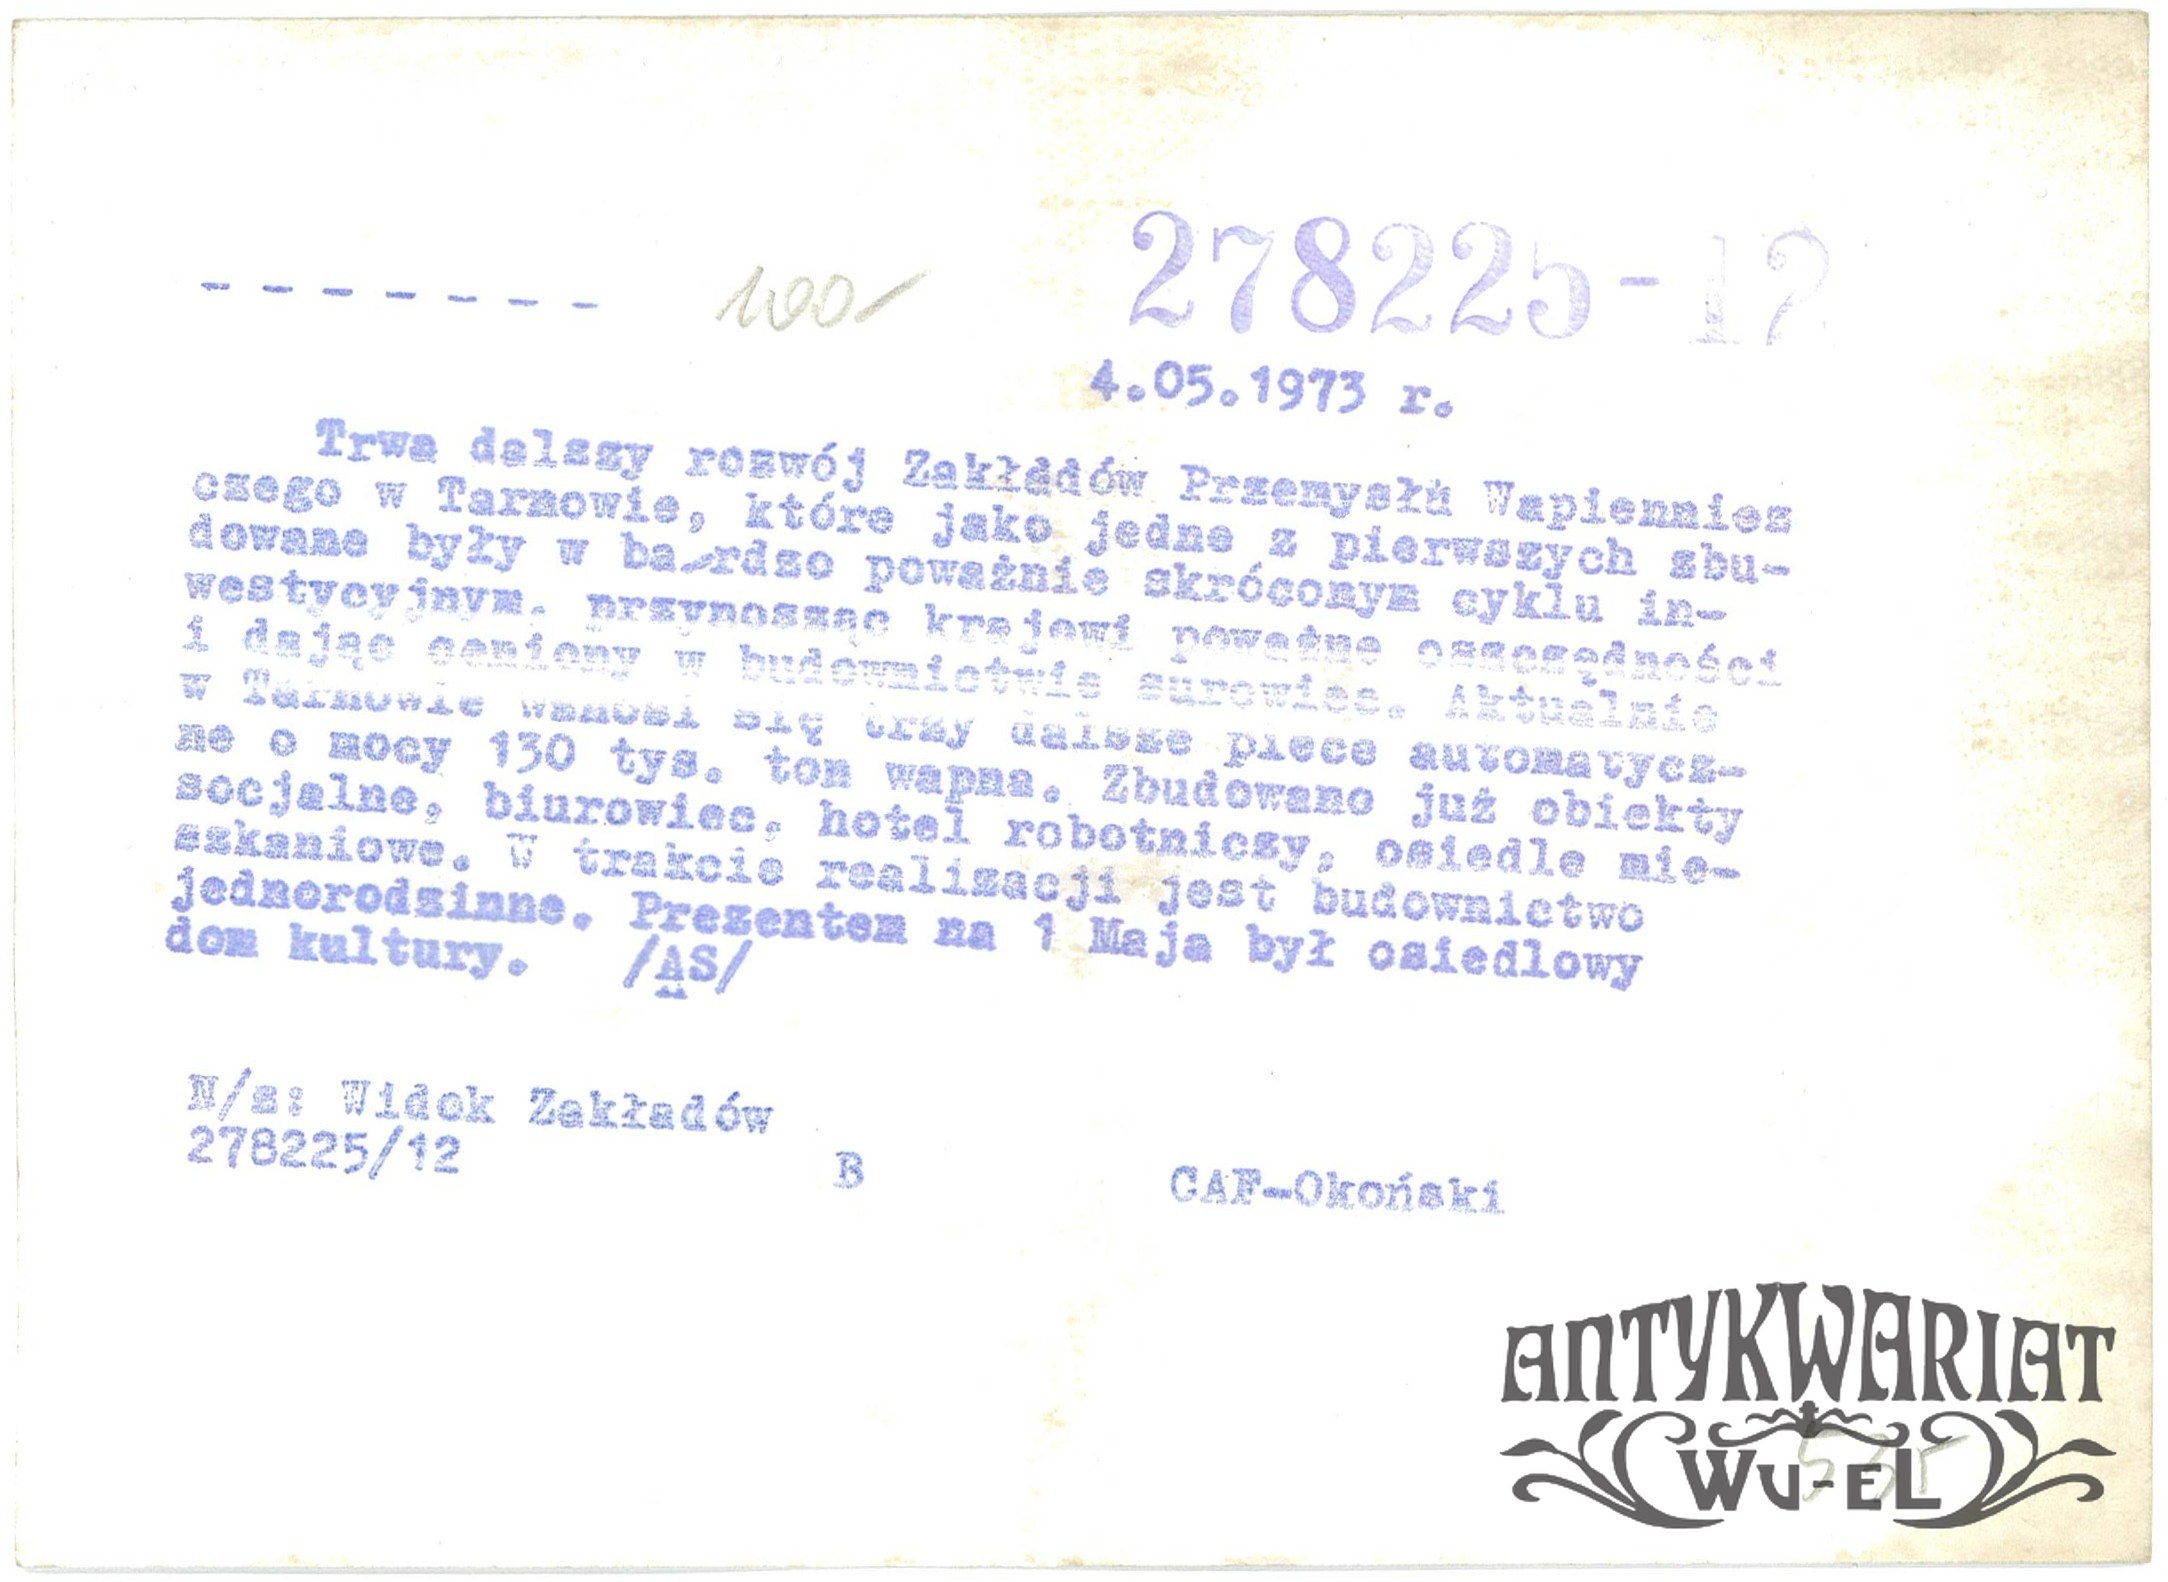 278225-12
- - - - - - -
100-
4.05.1973 r.
Trwa dalszy rozwój Zakładów Przemysłu Wapiennicz
czego w Tarnowie, które jako jedne z pierwszych zbu-
dowane były w bardzo poważnie skróconym cyklu in-
westycyjnym, przynosząc krajowi poważne oszczędności
i dając ceniony w budownictwie surowiec. Aktualnie
w Tarnowie wznosi się trzy dalsze piece automatycz-
ne o mocy 130 tys. ton wapna. Zbudowano już obiekty
socjalne, biurowiec, hotel robotniczy, osiedle mie-
szkaniowe. W trakcie realizacji jest budownictwo
jednorodzinne. Prezentem na 1 Maja był osiedlowy
dom kultury. /AS/
N/z: Widok Zakładów
278225/12
B
CAF-Okoński
ANTYKWARIAT
WU-EL